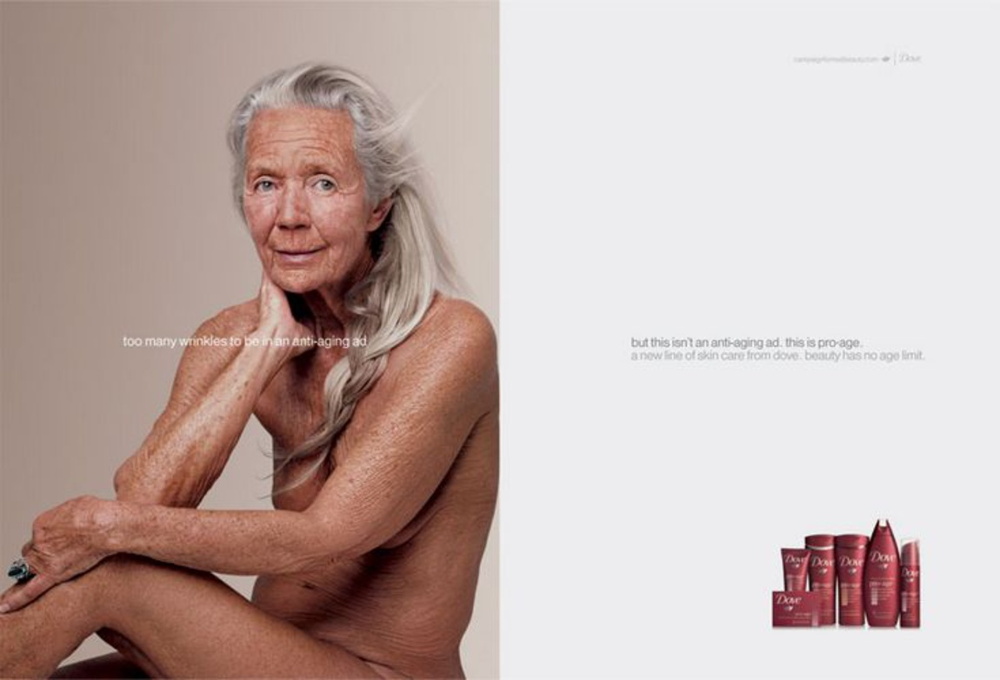 too many wrinkles to be in an anti-aging ad
campaignforrealbeauty.com | Dove
but this isn't an anti-aging ad. this is pro-age.
a new line of skin care from dove. beauty has no age limit.
Dove
Dove
Dove
Dove
Dove
Dove
pro·age